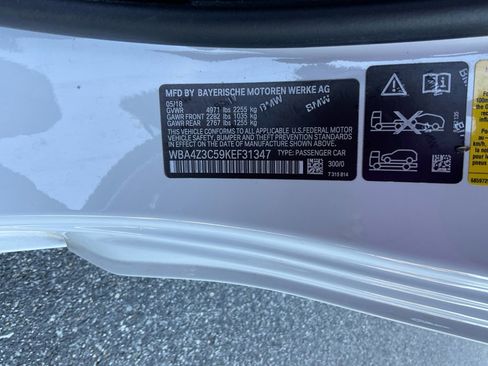 MFD BY BAYERISCHE MOTOREN WERKE AG
05/18
GVWR 4971 lbs 2255 kg
GAWR FRONT 2282 lbs 1035 kg
GAWR REAR 2767 lbs 1255 kg
THIS VEHICLE CONFORMS TO ALL APPLICABLE U.S. FEDERAL MOTOR
VEHICLE SAFETY, BUMPER AND THEFT PREVENTION STANDARDS
IN EFFECT ON THE DATE OF MANUFACTURE SHOWN ABOVE.
WBA4Z3C59KEF31347 TYPE: PASSENGER CAR
300/0
7 315 814
BMW
BMW